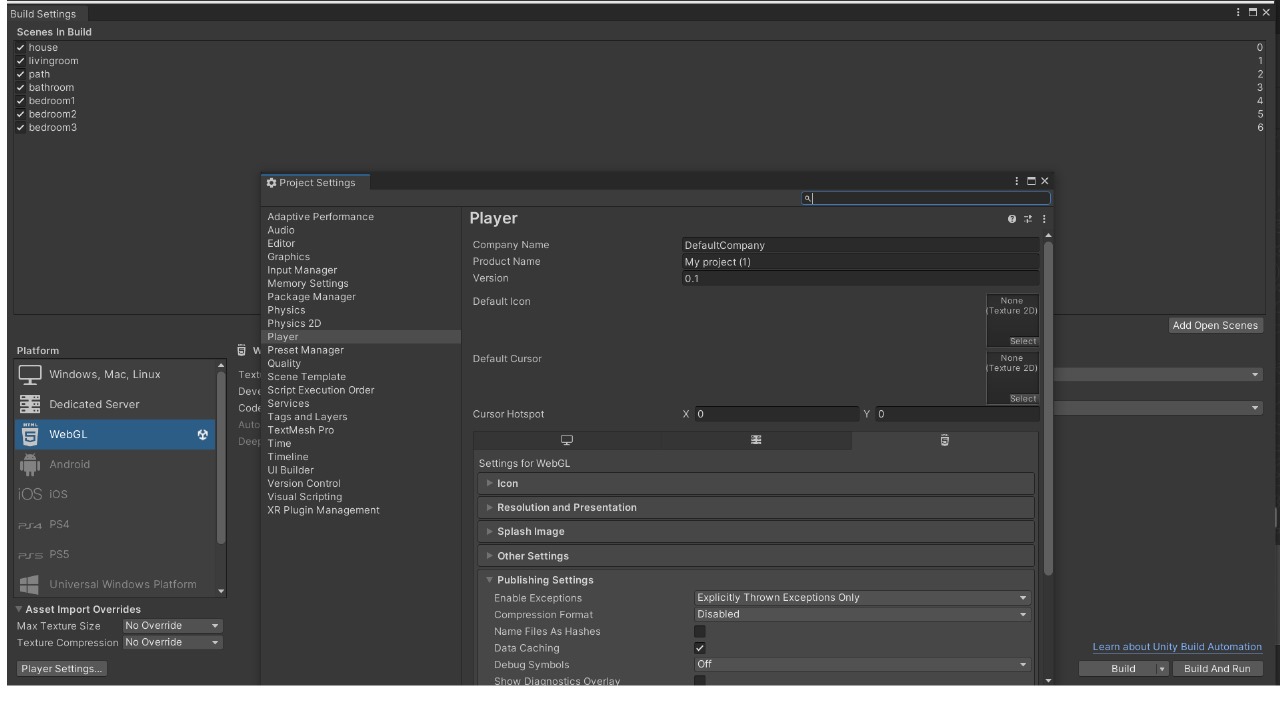 Build Settings
Scenes In Build
house 0
livingroom 1
path 2
bathroom 3
bedroom1 4
bedroom2 5
bedroom3 6
Add Open Scenes
Platform
Windows, Mac, Linux
Dedicated Server
HTML
WebGL
Android
iOS iOS
PS4 PS4
PS5 PS5
Universal Windows Platform
Asset Import Overrides
Max Texture Size No Override
Texture Compression No Override
Player Settings...
Learn about Unity Build Automation
Build
Build And Run
Project Settings
Adaptive Performance
Audio
Editor
Graphics
Input Manager
Memory Settings
Package Manager
Physics
Physics 2D
Player
Preset Manager
Quality
Scene Template
Script Execution Order
Services
Tags and Layers
TextMesh Pro
Time
Timeline
UI Builder
Version Control
Visual Scripting
XR Plugin Management
Player
Company Name DefaultCompany
Product Name My project (1)
Version 0.1
Default Icon
None
(Texture 2D)
Select
Default Cursor
None
(Texture 2D)
Select
Cursor Hotspot X 0 Y 0
Settings for WebGL
Icon
Resolution and Presentation
Splash Image
Other Settings
Publishing Settings
Enable Exceptions Explicitly Thrown Exceptions Only
Compression Format Disabled
Name Files As Hashes
Data Caching
Debug Symbols Off
Show Diagnostics Overlay